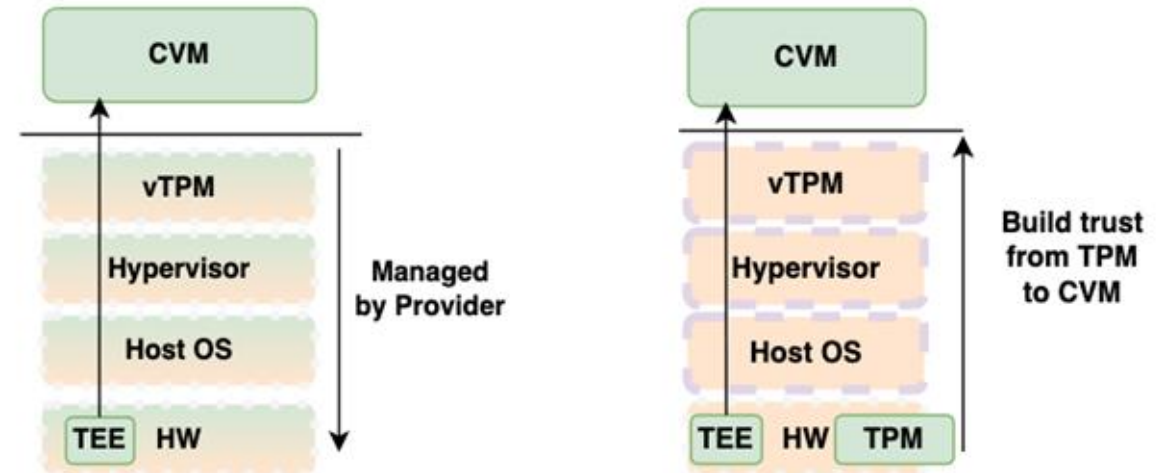 CVM
vTPM
Hypervisor
Host OS
TEE HW
Managed
by Provider
CVM
vTPM
Hypervisor
Host OS
TEE HW TPM
Build trust
from TPM
to CVM